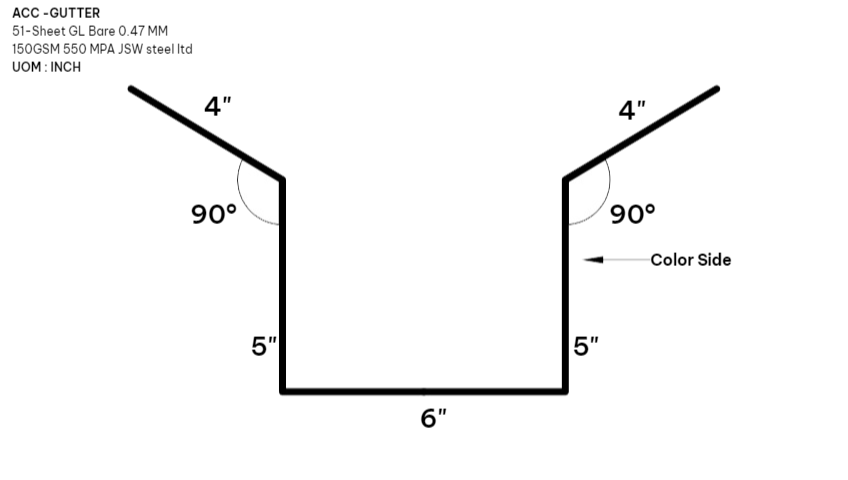 ACC -GUTTER
51-Sheet GL Bare 0.47 MM
150GSM 550 MPA JSW steel ltd
UOM : INCH
4"
4"
90°
90°
Color Side
5"
5"
6"